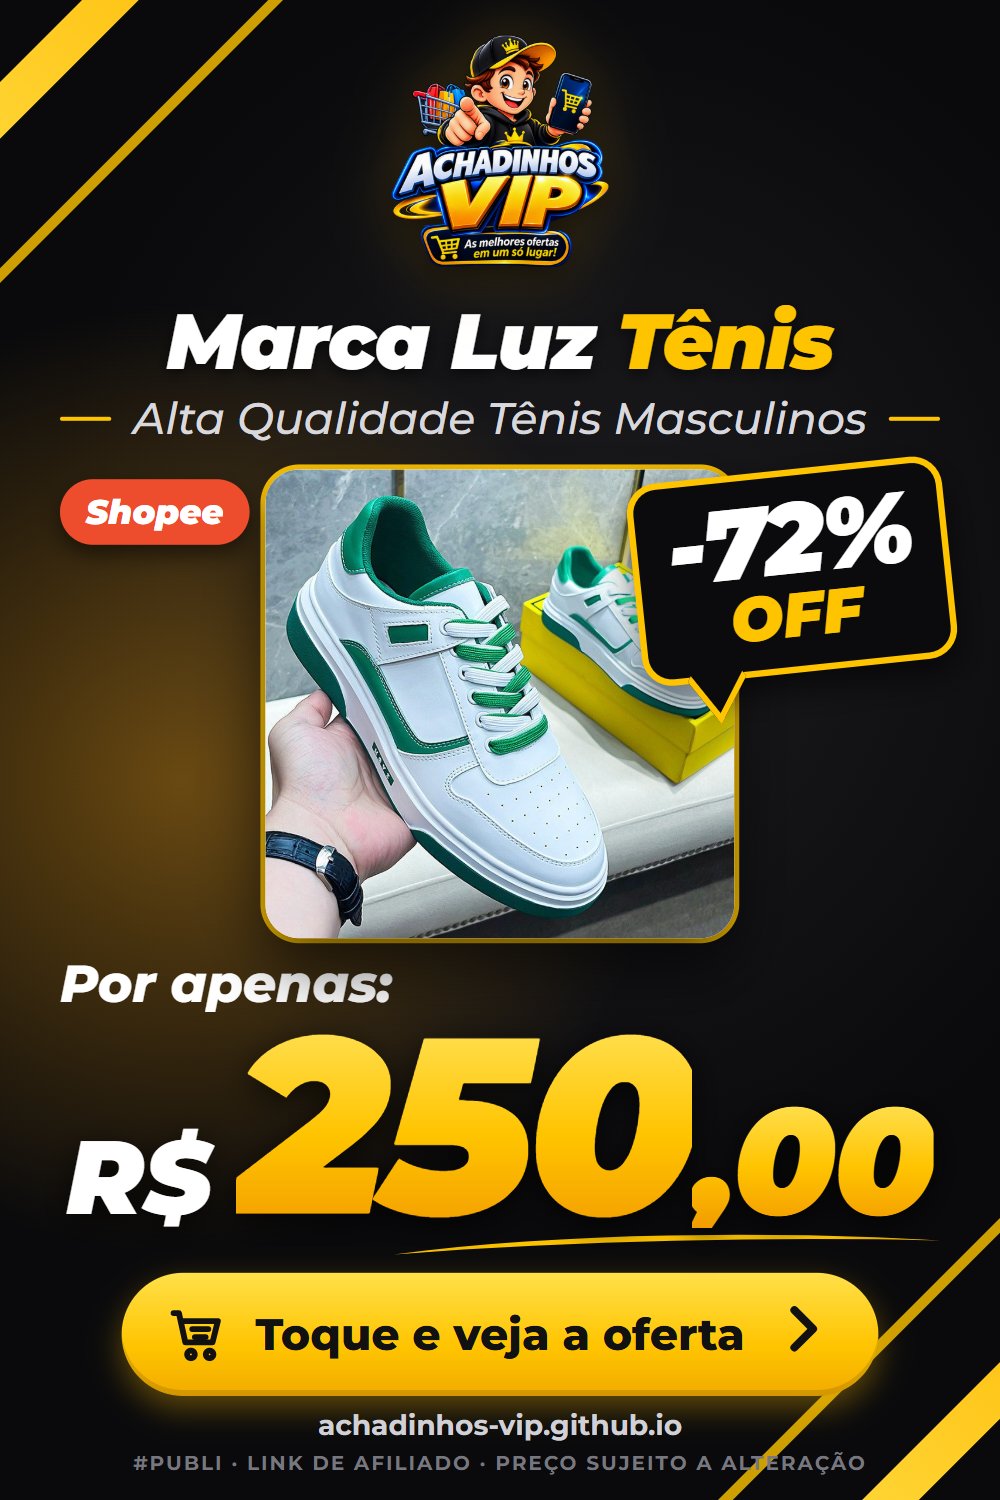 ACHADINHOS
VIP
As melhores ofertas
em um só lugar!
Marca Luz Tênis
Alta Qualidade Tênis Masculinos
Shopee
-72%
OFF
Por apenas:
R$ 250,00
Toque e veja a oferta
achadinhos-vip.github.io
#PUBLI · LINK DE AFILIADO · PREÇO SUJEITO A ALTERAÇÃO